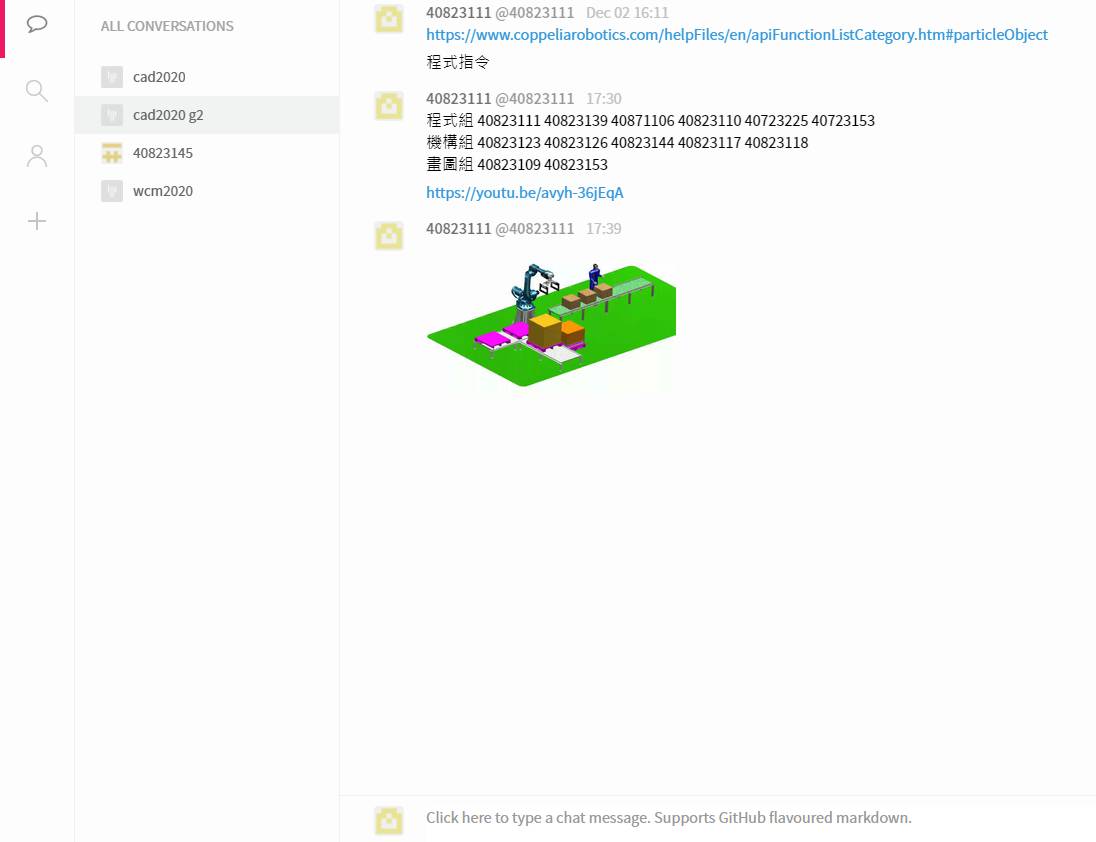 ALL CONVERSATIONS
cad2020
cad2020 g2
40823145
wcm2020
40823111 @40823111 Dec 02 16:11
https://www.coppeliarobotics.com/helpFiles/en/apiFunctionListCategory.htm#particleObject
程式指令
40823111 @40823111 17:30
程式組 40823111 40823139 40871106 40823110 40723225 40723153
機構組 40823123 40823126 40823144 40823117 40823118
畫圖組 40823109 40823153
https://youtu.be/avyh-36jEqA
40823111 @40823111 17:39
Click here to type a chat message. Supports GitHub flavoured markdown.